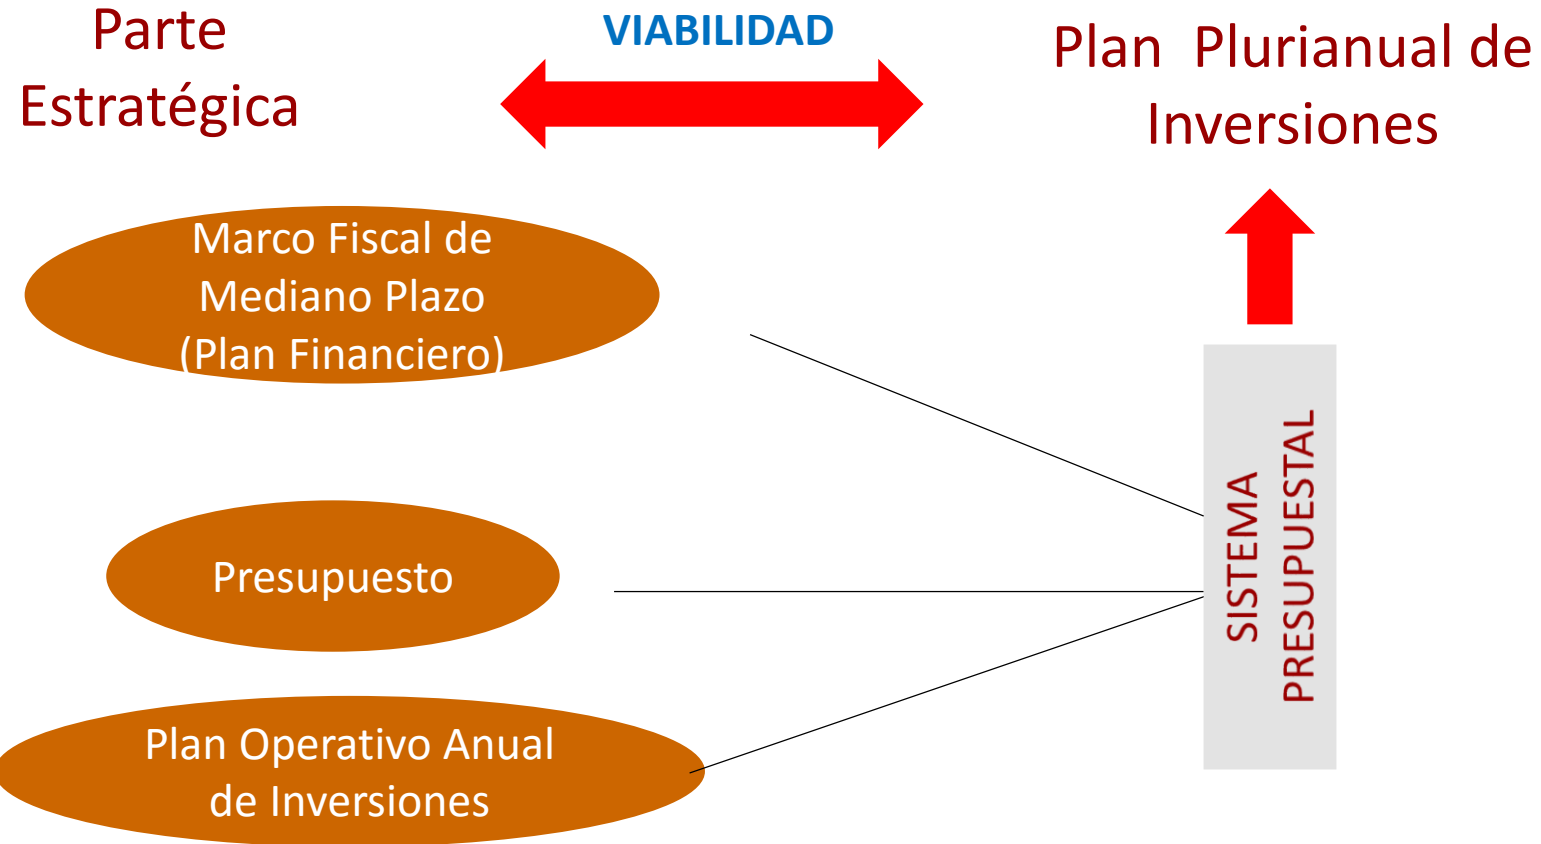 Parte
Estratégica
VIABILIDAD
Plan Plurianual de
Inversiones
Marco Fiscal de
Mediano Plazo
(Plan Financiero)
Presupuesto
Plan Operativo Anual
de Inversiones
SISTEMA
PRESUPUESTAL